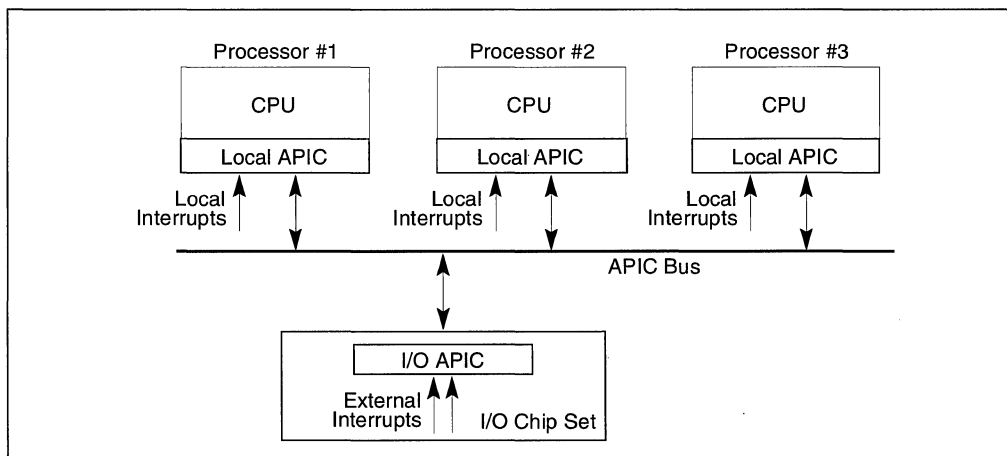 Processor #1
Processor #2
Processor #3
CPU
CPU
CPU
Local APIC
Local APIC
Local APIC
Local
Interrupts
Local
Interrupts
Local
Interrupts
APIC Bus
I/O APIC
External
Interrupts
I/O Chip Set